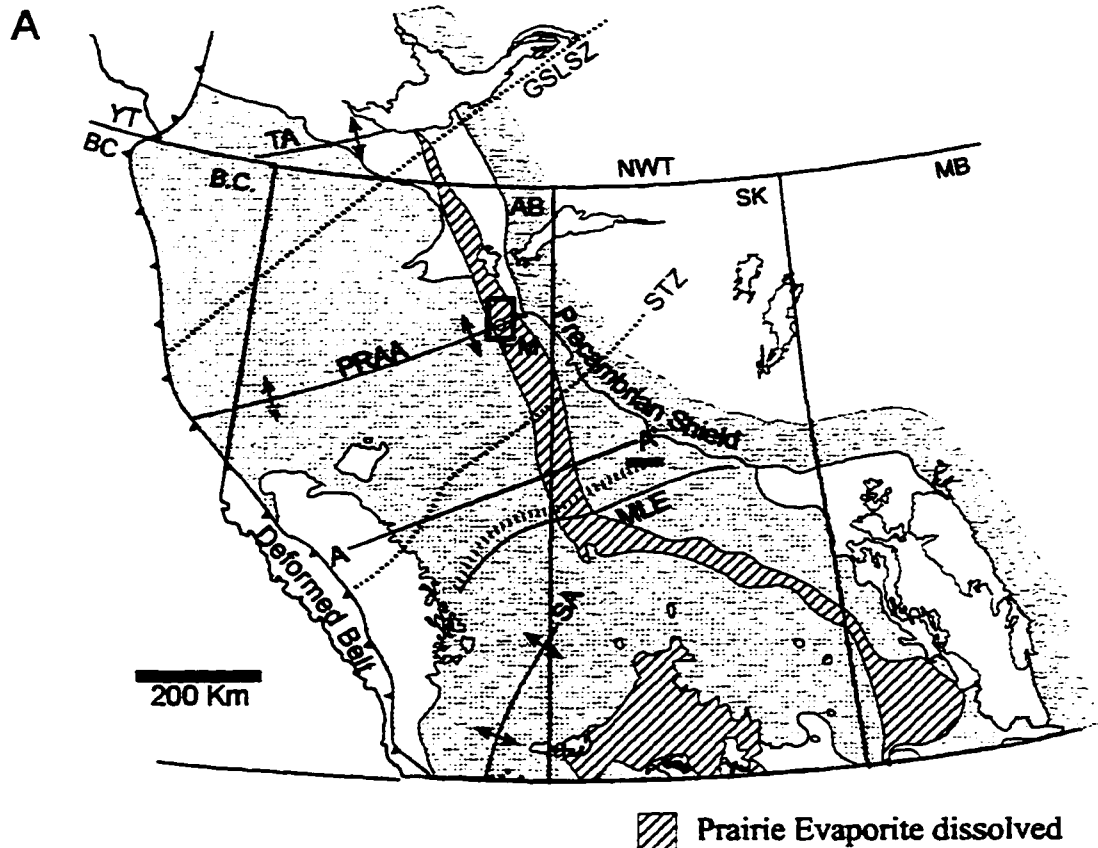 A
GSLSZ
YT
TA
BC
B.C.
NWT
MB
AB
SK
STZ
PRAA
Precambrian Shield
A'
MLE
A
Deformed Belt
SA
200 Km
Prairie Evaporite dissolved